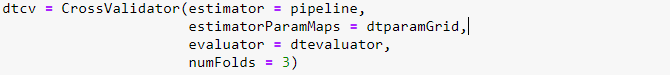 dtcv = CrossValidator(estimator = pipeline,
estimatorParamMaps = dtparamGrid,
evaluator = dtevaluator,
numFolds = 3)